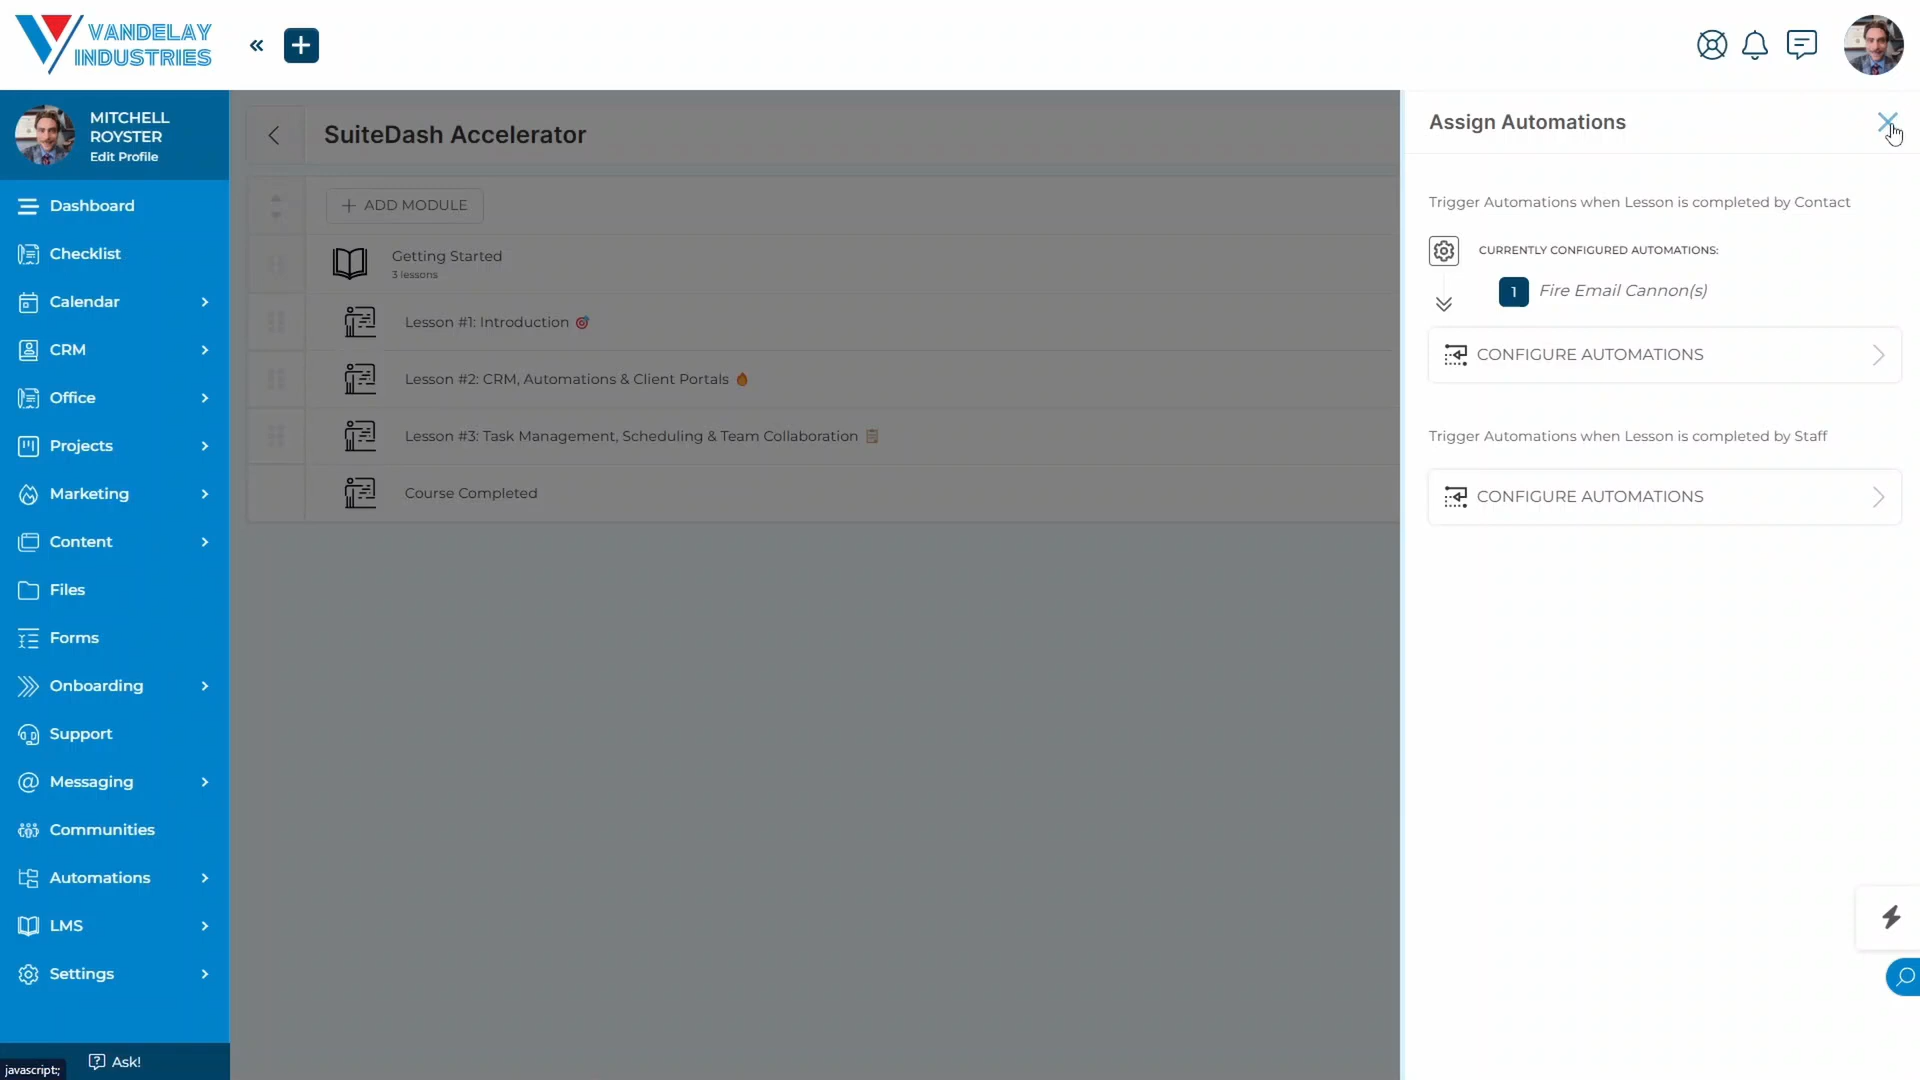 VANDELAY
INDUSTRIES
MITCHELL
ROYSTER
Edit Profile
Dashboard
Checklist
Calendar
CRM
Office
Projects
Marketing
Content
Files
Forms
Onboarding
Support
Messaging
Communities
Automations
LMS
Settings
Ask!
javascript:;
SuiteDash Accelerator
ADD MODULE
Getting Started
3 lessons
Lesson #1: Introduction 🎯
Lesson #2: CRM, Automations & Client Portals 🔥
Lesson #3: Task Management, Scheduling & Team Collaboration 📋
Course Completed
Assign Automations
Trigger Automations when Lesson is completed by Contact
CURRENTLY CONFIGURED AUTOMATIONS:
1 Fire Email Cannon(s)
CONFIGURE AUTOMATIONS
Trigger Automations when Lesson is completed by Staff
CONFIGURE AUTOMATIONS